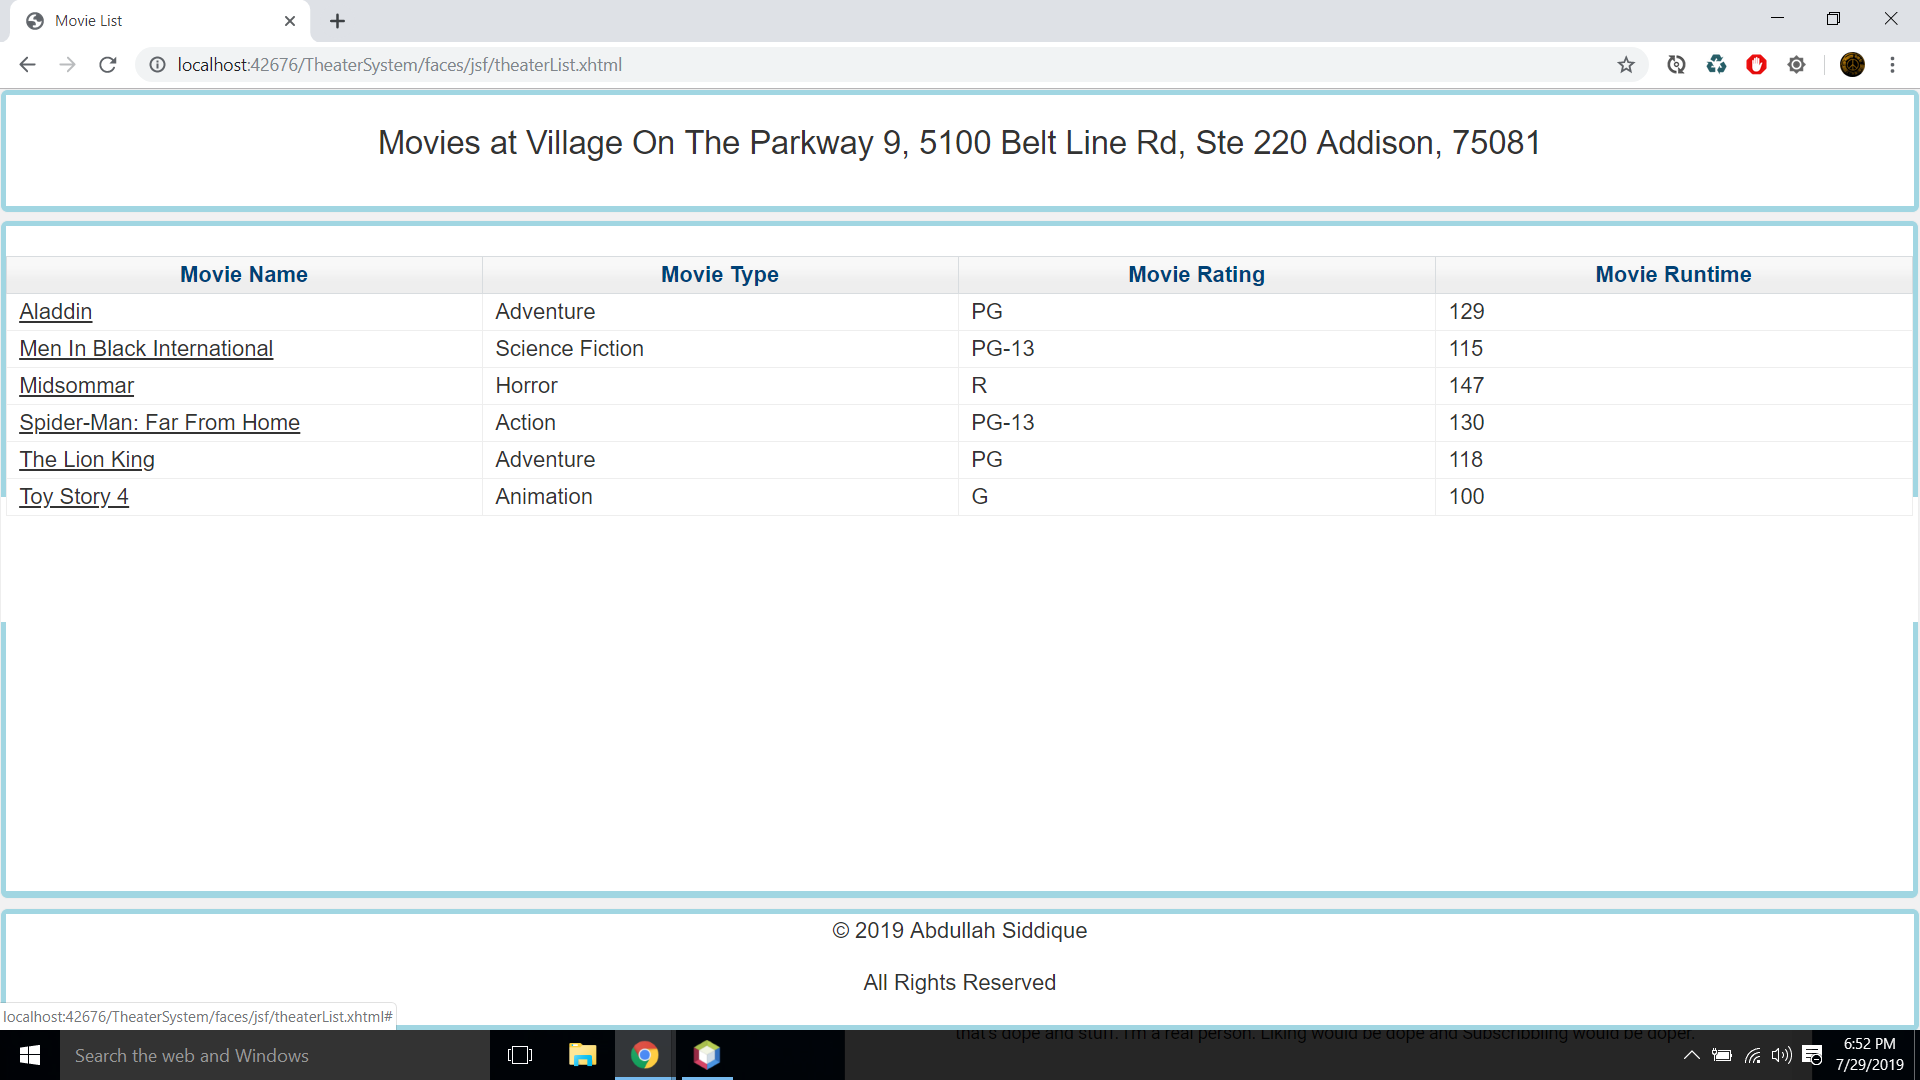 Movie List
localhost:42676/TheaterSystem/faces/jsf/theaterList.xhtml
Movies at Village On The Parkway 9, 5100 Belt Line Rd, Ste 220 Addison, 75081
Movie Name Movie Type Movie Rating Movie Runtime
Aladdin Adventure PG 129
Men In Black International Science Fiction PG-13 115
Midsommar Horror R 147
Spider-Man: Far From Home Action PG-13 130
The Lion King Adventure PG 118
Toy Story 4 Animation G 100
© 2019 Abdullah Siddique
All Rights Reserved
localhost:42676/TheaterSystem/faces/jsf/theaterList.xhtml#
that's dope and stuff. I'm a real person. Liking would be dope and Subscribbling would be doper.
Search the web and Windows
6:52 PM
7/29/2019